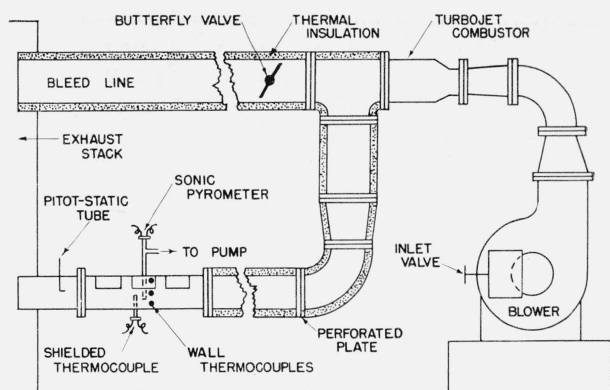 BUTTERFLY VALVE
THERMAL
INSULATION
TURBOJET
COMBUSTOR
BLEED LINE
EXHAUST
STACK
SONIC
PYROMETER
PITOT-STATIC
TUBE
TO PUMP
INLET
VALVE
BLOWER
PERFORATED
PLATE
SHIELDED
THERMOCOUPLE
WALL
THERMOCOUPLES